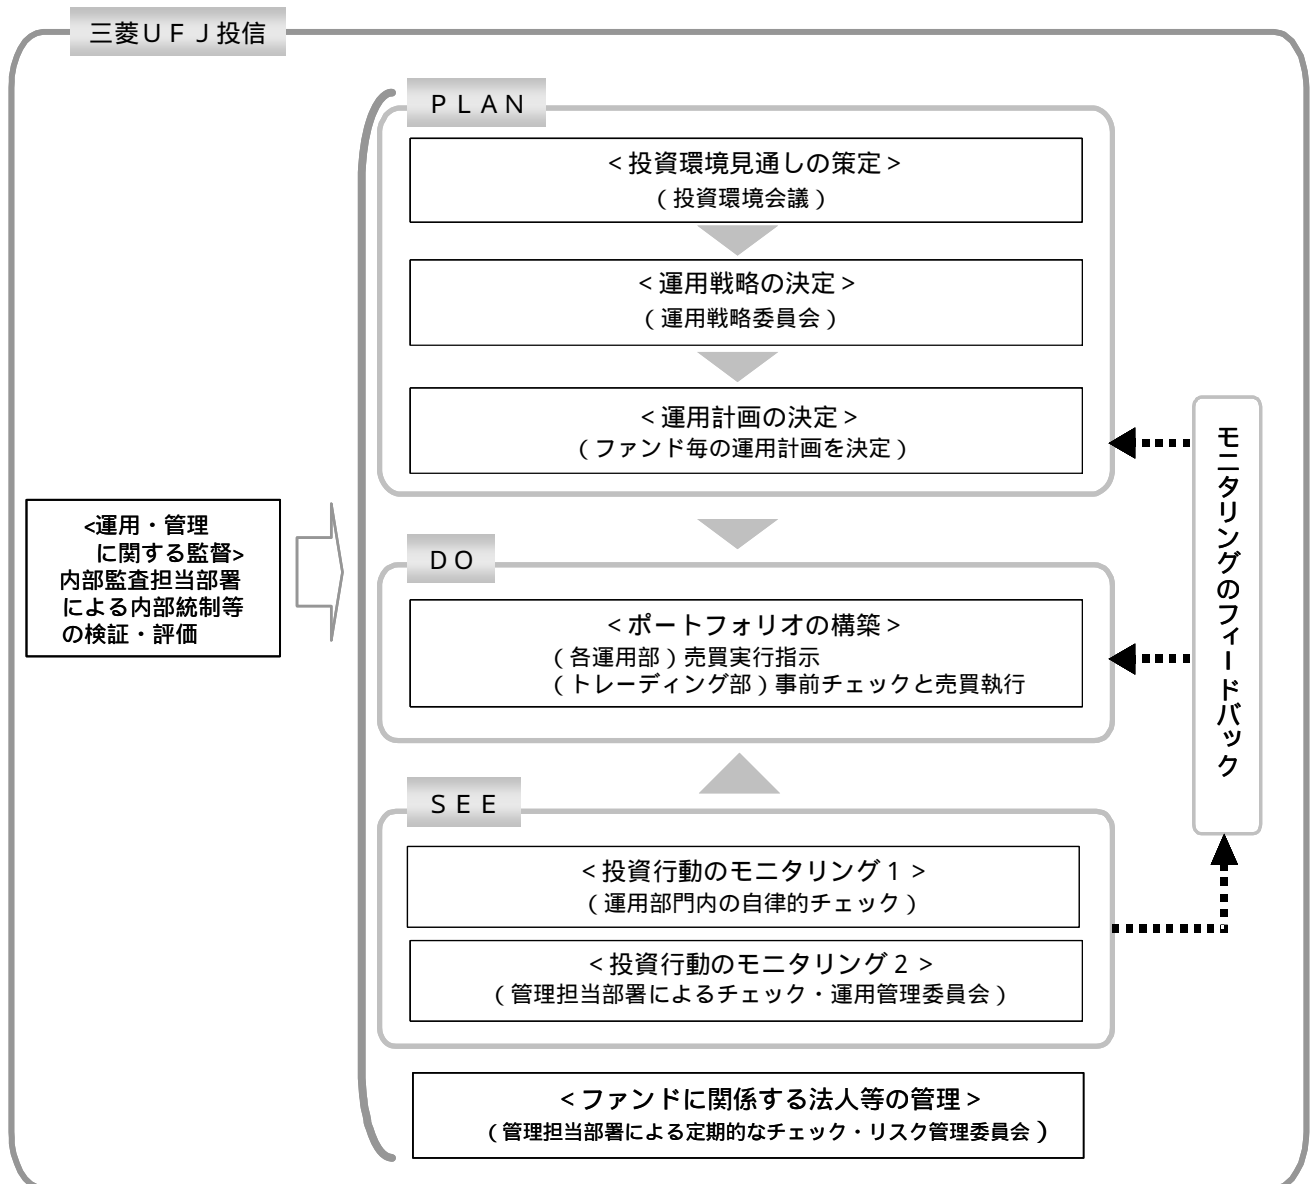 三菱ＵＦＪ投信
ＰＬＡＮ
＜投資環境見通しの策定＞
（投資環境会議）
＜運用戦略の決定＞
（運用戦略委員会）
＜運用計画の決定＞
（ファンド毎の運用計画を決定）
モニタリングのフィードバック
<運用・管理
に関する監督>
内部監査担当部署
による内部統制等
の検証・評価
ＤＯ
＜ポートフォリオの構築＞
（各運用部）売買実行指示
（トレーディング部）事前チェックと売買執行
ＳＥＥ
＜投資行動のモニタリング1＞
（運用部門内の自律的チェック）
＜投資行動のモニタリング2＞
（管理担当部署によるチェック・運用管理委員会）
＜ファンドに関係する法人等の管理＞
（管理担当部署による定期的なチェック・リスク管理委員会）